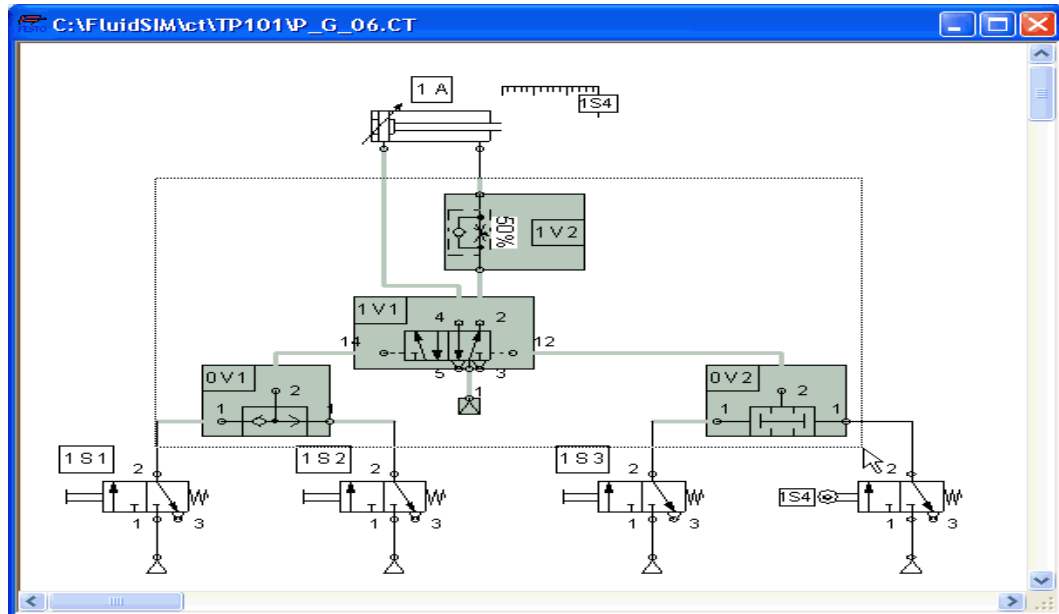 FESTO C:\FluidSIM\ct\TP101\P_G_06.CT
1 A
1S4
50%
1 V 2
1 V 1
4 2
14 12
5 3
1
0 V 1
2
1 1
0 V 2
2
1 1
1 S 1
2
1 3
1 S 2
2
1 3
1 S 3
2
1 3
1S4
2
1 3